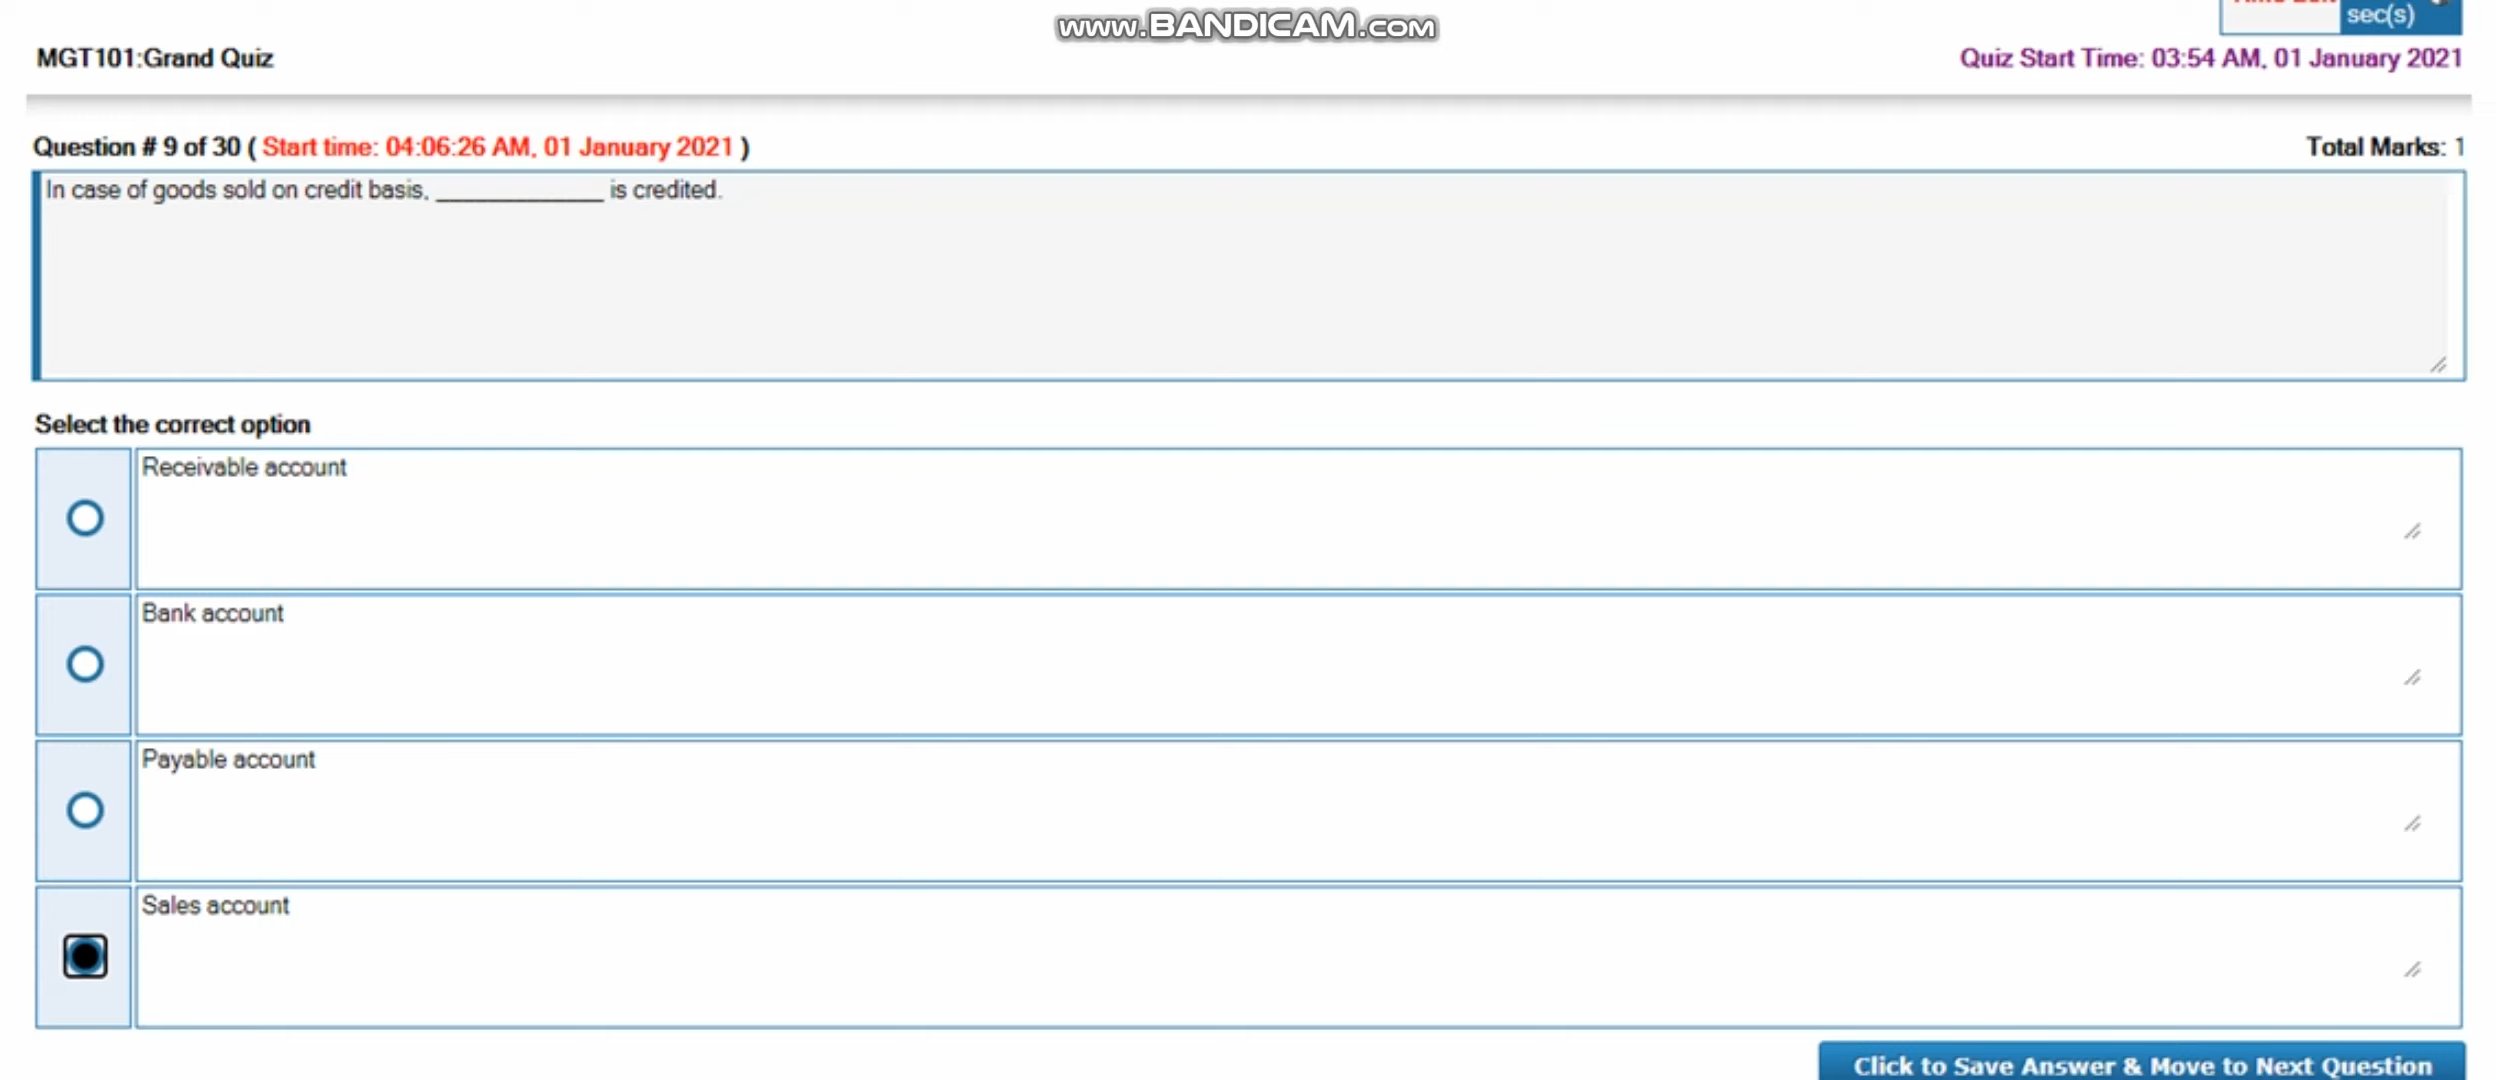 www.BANDICAM.com
sec(s)
MGT101:Grand Quiz
Quiz Start Time: 03:54 AM, 01 January 2021
Question # 9 of 30 ( Start time: 04:06:26 AM, 01 January 2021 )
Total Marks: 1
In case of goods sold on credit basis, ____________ is credited.
Select the correct option
Receivable account
Bank account
Payable account
Sales account
Click to Save Answer & Move to Next Question